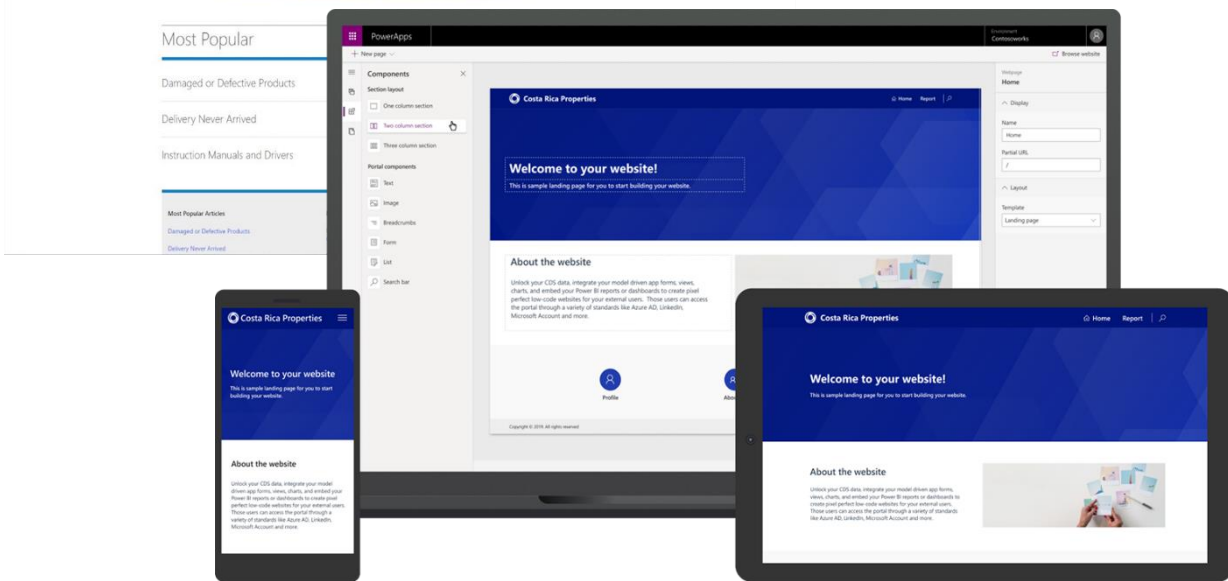 Most Popular
Damaged or Defective Products
Delivery Never Arrived
Instruction Manuals and Drivers
Most Popular Articles
Damaged or Defective Products
Delivery Never Arrived
PowerApps
Environment
Contosoworks
New page
Browse website
Components
Section layout
One column section
Two column section
Three column section
Portal components
Text
Image
Breadcrumbs
Form
List
Search bar
Costa Rica Properties
Home Report
Welcome to your website!
This is sample landing page for you to start building your website.
About the website
Unlock your CDS data, integrate your model driven app forms, views,
charts, and embed your Power BI reports or dashboards to create pixel
perfect low-code websites for your external users. Those users can access
the portal through a variety of standards like Azure AD, LinkedIn,
Microsoft Account and more.
Profile
Copyright © 2019. All rights reserved.
Webpage
Home
Display
Name
Home
Partial URL
/
Layout
Template
Landing page
Costa Rica Properties
Welcome to your website
This is sample landing page for you to start
building your website.
About the website
Unlock your CDS data, integrate your model
driven app forms, views, charts, and embed your
Power BI reports or dashboards to create pixel
perfect low-code websites for your external users.
Those users can access the portal through a
variety of standards like Azure AD, LinkedIn,
Microsoft Account and more.
Costa Rica Properties
Home Report
Welcome to your website!
This is sample landing page for you to start building your website.
About the website
Unlock your CDS data, integrate your model driven app forms,
views, charts, and embed your Power BI reports or dashboards to
create pixel perfect low-code websites for your external users.
Those users can access the portal through a variety of standards
like Azure AD, LinkedIn, Microsoft Account and more.